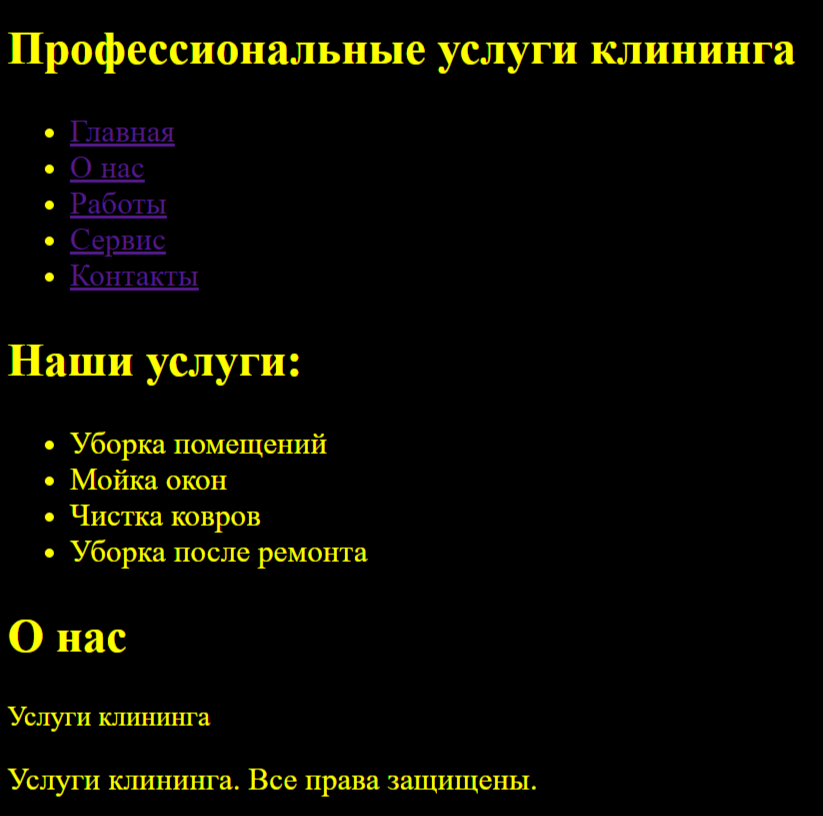 Профессиональные услуги клининга
Главная
О нас
Работы
Сервис
Контакты
Наши услуги:
Уборка помещений
Мойка окон
Чистка ковров
Уборка после ремонта
О нас
Услуги клининга
Услуги клининга. Все права защищены.